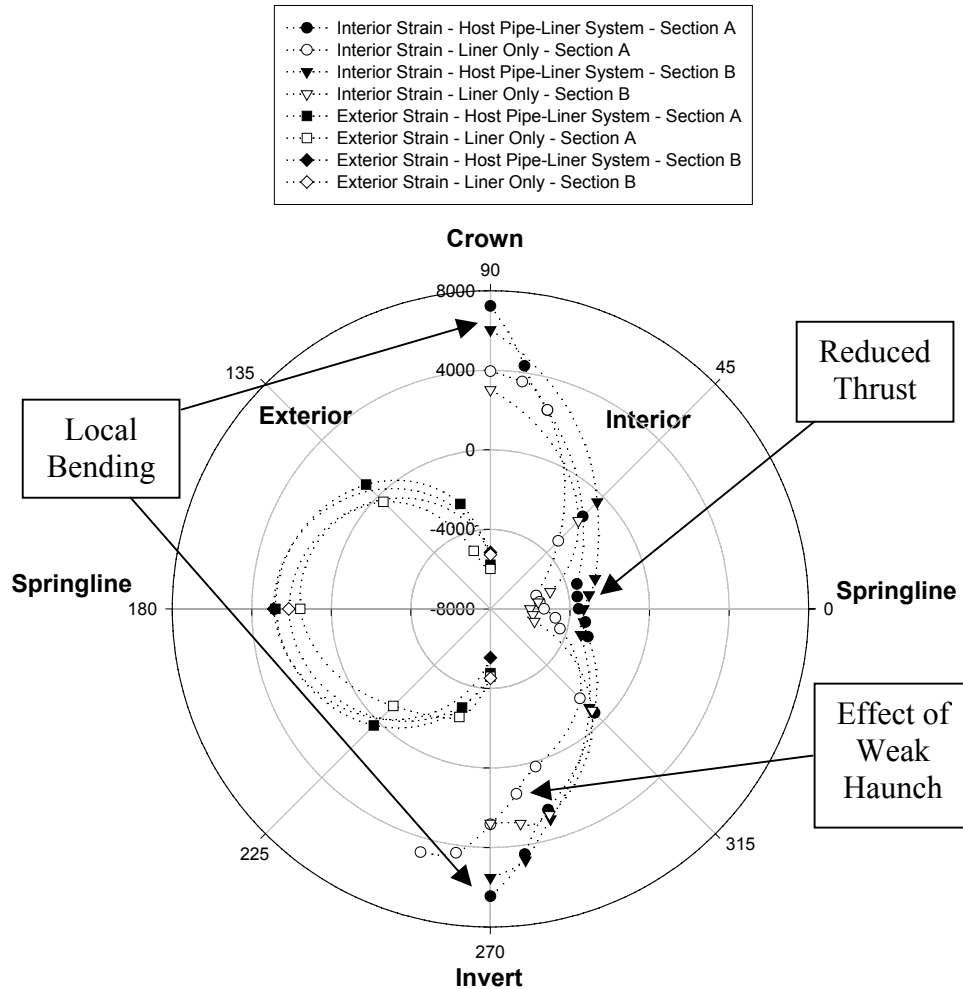 Interior Strain - Host Pipe-Liner System - Section A
Interior Strain - Liner Only - Section A
Interior Strain - Host Pipe-Liner System - Section B
Interior Strain - Liner Only - Section B
Exterior Strain - Host Pipe-Liner System - Section A
Exterior Strain - Liner Only - Section A
Exterior Strain - Host Pipe-Liner System - Section B
Exterior Strain - Liner Only - Section B
Crown
90
8000
4000
0
-4000
-8000
135
45
Exterior
Interior
Local
Bending
Reduced
Thrust
Springline
180
0
Springline
Effect of
Weak
Haunch
225
315
270
Invert